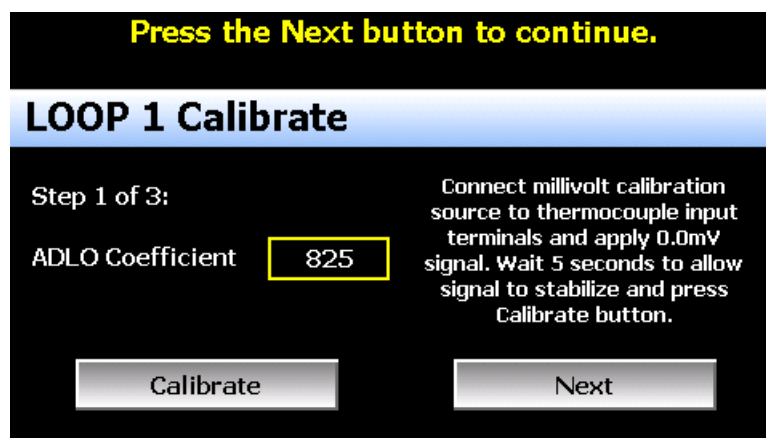 Press the Next button to continue.
LOOP 1 Calibrate
Step 1 of 3:
ADLO Coefficient 825
Connect millivolt calibration
source to thermocouple input
terminals and apply 0.0mV
signal. Wait 5 seconds to allow
signal to stabilize and press
Calibrate button.
Calibrate
Next